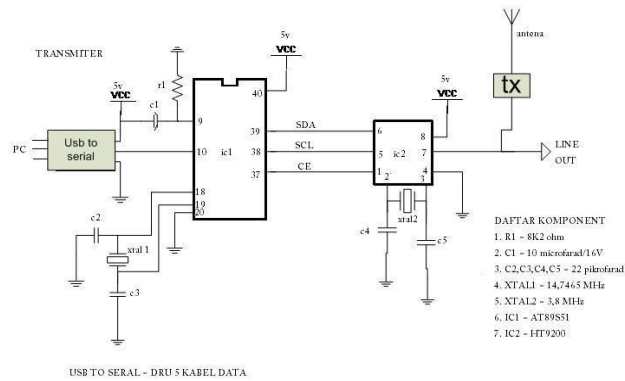 TRANSMITER
5v
VCC
c1
r1
5v
VCC
antena
tx
5v
VCC
PC
Usb to
serial
9
10
18
19
20
ic1
40
39
38
37
SDA
SCL
CE
6
5
1
2
ic2
8
7
4
3
LINE
OUT
xtal2
c4
c5
c2
xtal 1
c3
DAFTAR KOMPONENT
1. R1 - 8K2 ohm
2. C1 - 10 microfarad/16V
3. C2,C3,C4,C5 - 22 pikrofarad
4. XTAL1 - 14,7465 MHz
5. XTAL2 - 3,8 MHz
6. IC1 - AT89S51
7. IC2 - HT9200
USB TO SERAL - DRU 5 KABEL DATA